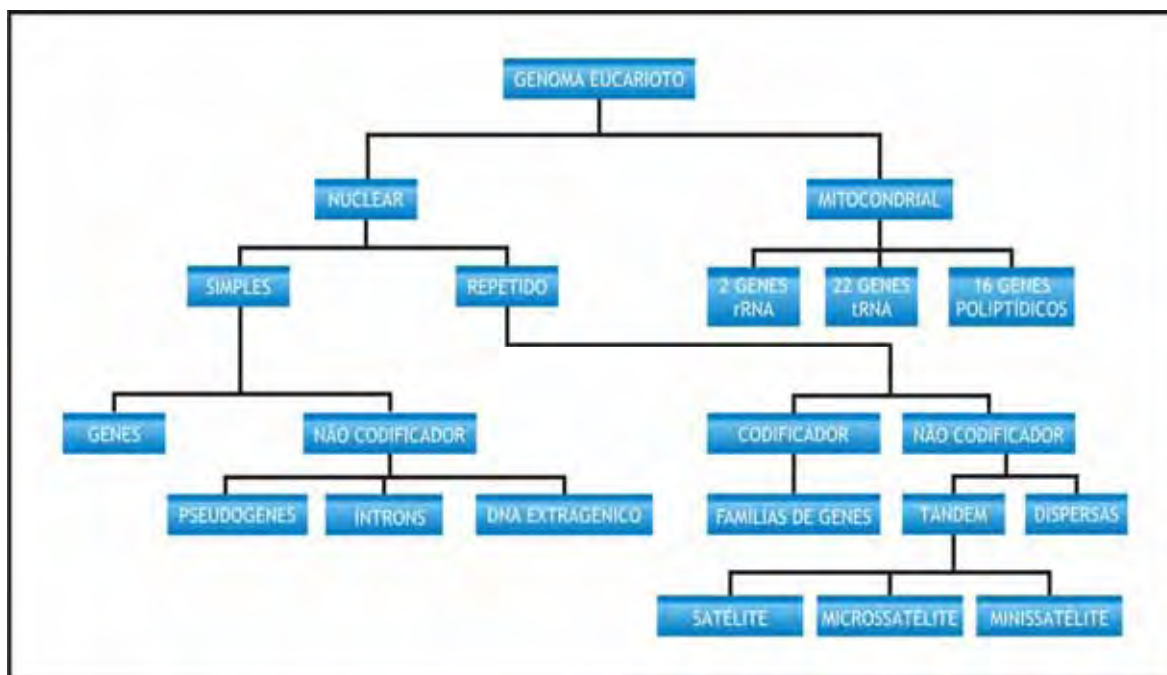 GENOMA EUCARIOTO
NUCLEAR
MITOCONDRIAL
SIMPLES
REPETIDO
2 GENES
rRNA
22 GENES
tRNA
16 GENES
POLIPTÍDICOS
GENES
NÃO CODIFICADOR
CODIFICADOR
NÃO CODIFICADOR
PSEUDOGENES
ÍNTRONS
DNA EXTRAGENICO
FAMÍLIAS DE GENES
TANDEM
DISPERSAS
SATÉLITE
MICROSSATÉLITE
MINISSATÉLITE